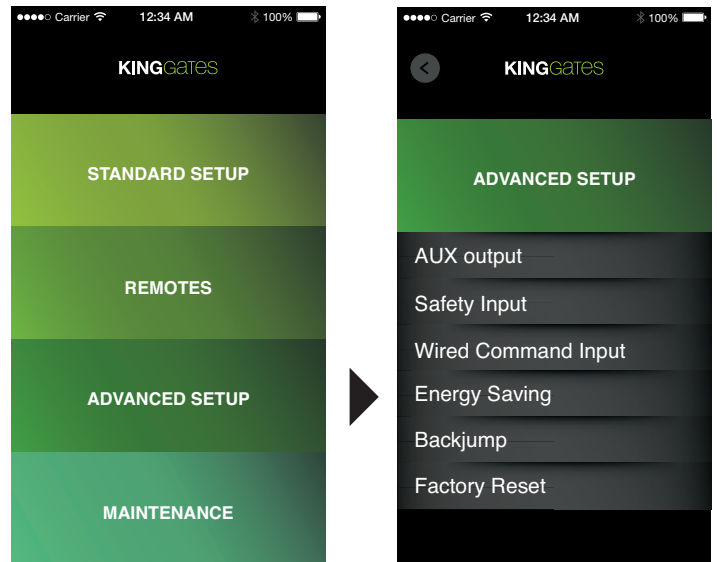 ●●●●○ Carrier 12:34 AM 100%
KINGGaTeS
STANDARD SETUP
REMOTES
ADVANCED SETUP
MAINTENANCE
●●●●○ Carrier 12:34 AM 100%
KINGGaTeS
ADVANCED SETUP
AUX output
Safety Input
Wired Command Input
Energy Saving
Backjump
Factory Reset